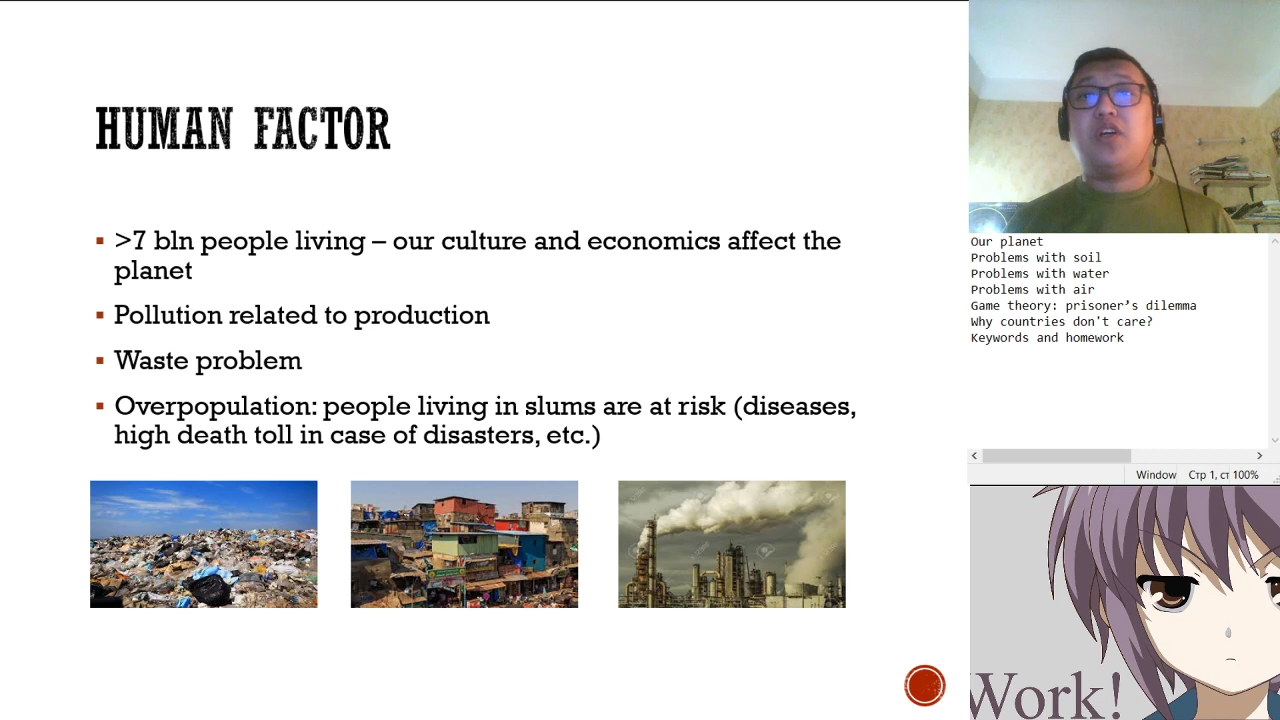 HUMAN FACTOR
>7 bln people living – our culture and economics affect the
planet
Pollution related to production
Waste problem
Overpopulation: people living in slums are at risk (diseases,
high death toll in case of disasters, etc.)
Our planet
Problems with soil
Problems with water
Problems with air
Game theory: prisoner’s dilemma
Why countries don't care?
Keywords and homework
Window Стр 1, ст 100%
Work!